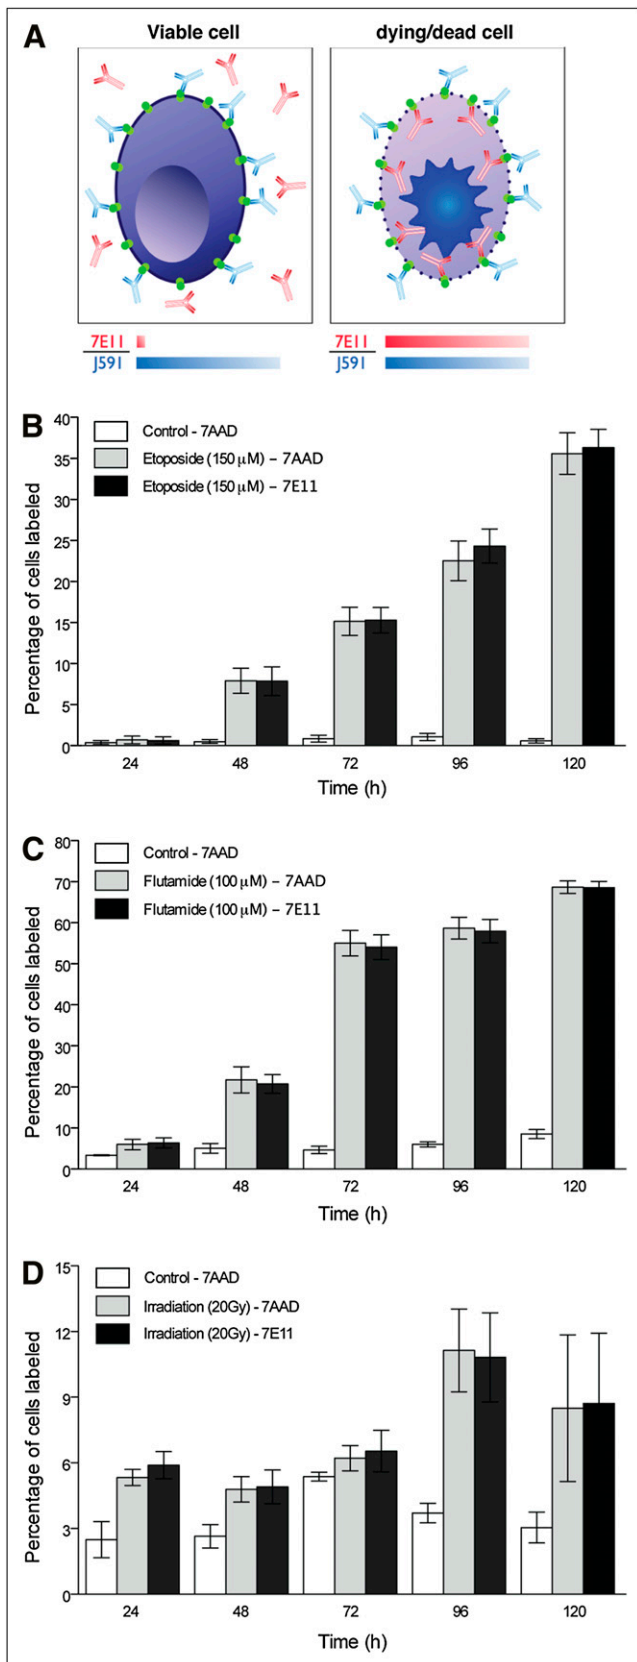 A
Viable cell
dying/dead cell
7E11
J591
7E11
J591
B
Control - 7AAD
Etoposide (150 μM) – 7AAD
Etoposide (150 μM) – 7E11
Percentage of cells labeled
40
35
30
25
20
15
10
5
0
24 48 72 96 120
Time (h)
C
Control - 7AAD
Flutamide (100 μM) – 7AAD
Flutamide (100 μM) – 7E11
Percentage of cells labeled
80
70
60
50
40
30
20
10
0
24 48 72 96 120
Time (h)
D
Control - 7AAD
Irradiation (20Gy) - 7AAD
Irradiation (20Gy) - 7E11
Percentage of cells labeled
15
12
9
6
3
0
24 48 72 96 120
Time (h)